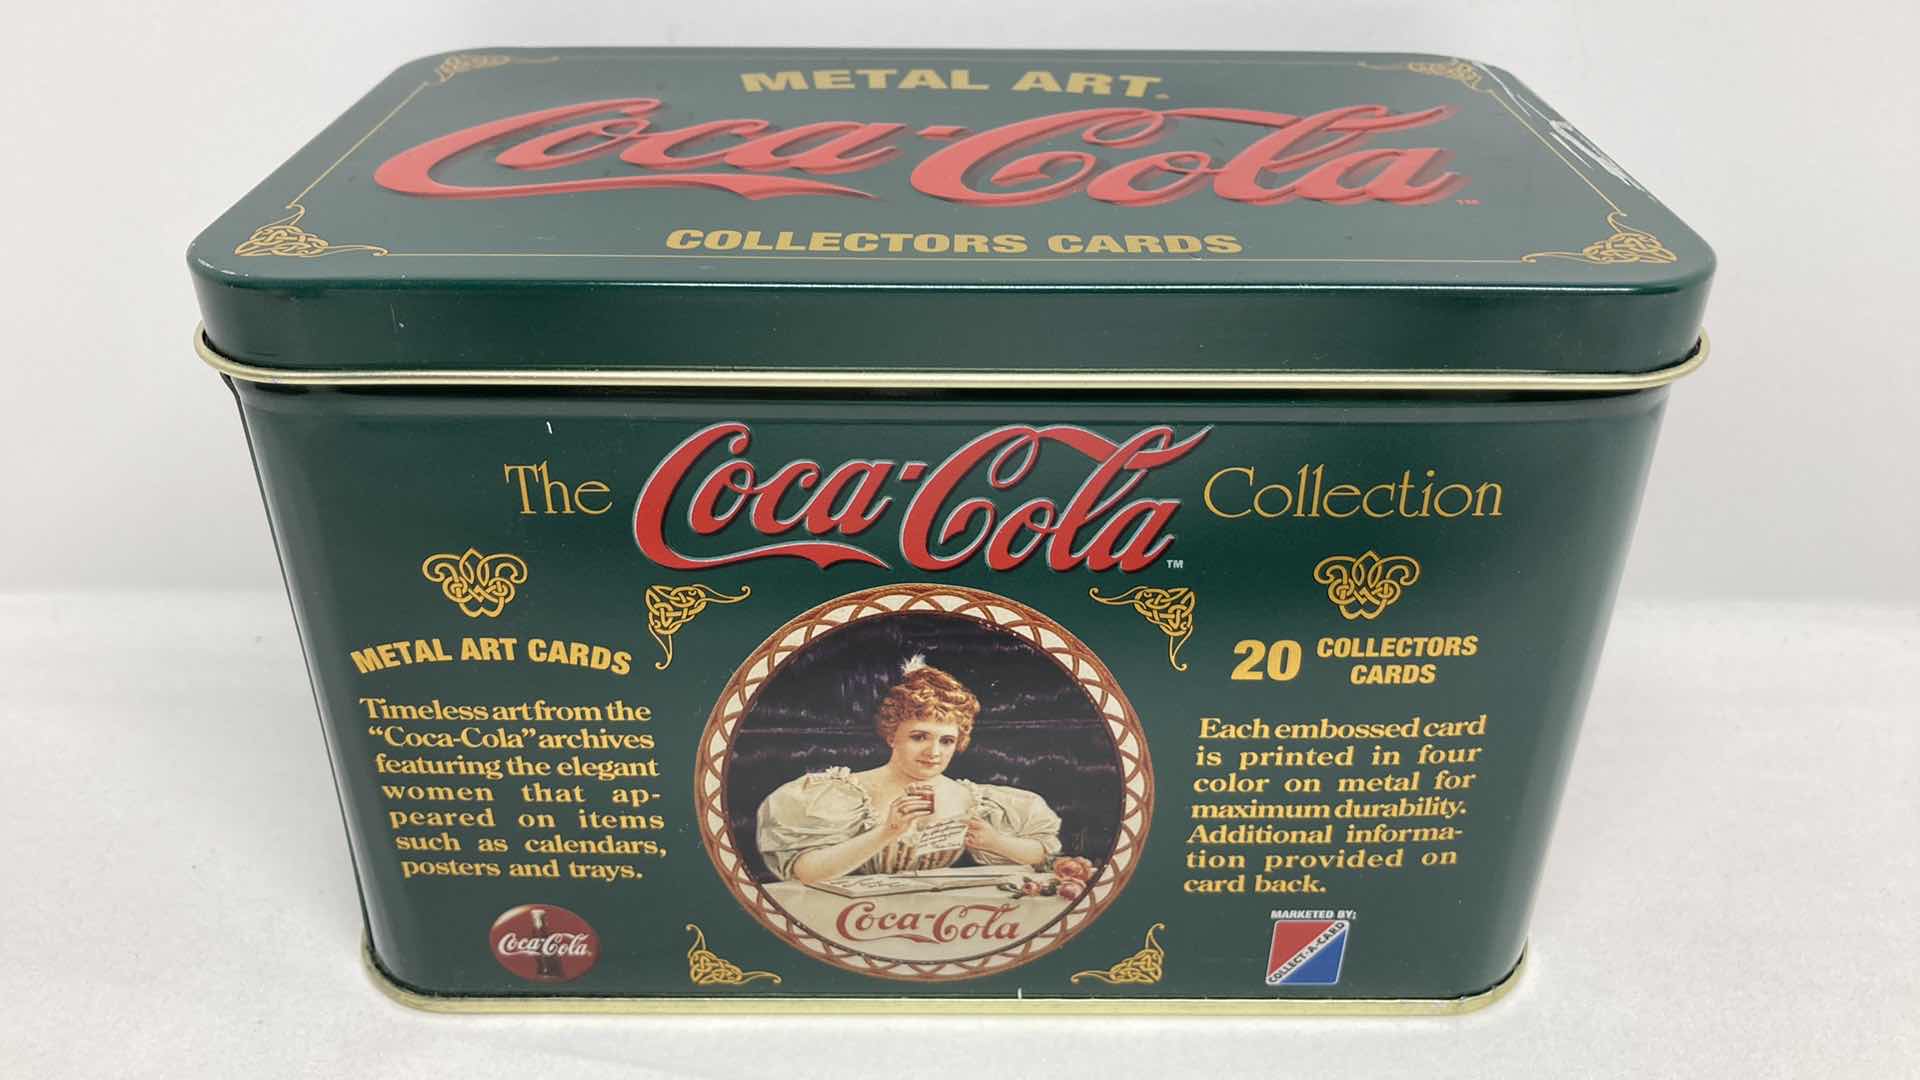 METAL ART.
Coca-Cola ™
COLLECTORS CARDS
The Coca-Cola ™ Collection
METAL ART CARDS
Timeless art from the
“Coca-Cola” archives
featuring the elegant
women that ap-
peared on items
such as calendars,
posters and trays.
Coca-Cola
Coca-Cola
20 COLLECTORS
CARDS
Each embossed card
is printed in four
color on metal for
maximum durability.
Additional informa-
tion provided on
card back.
MARKETED BY;
COLLECT-A-CARD